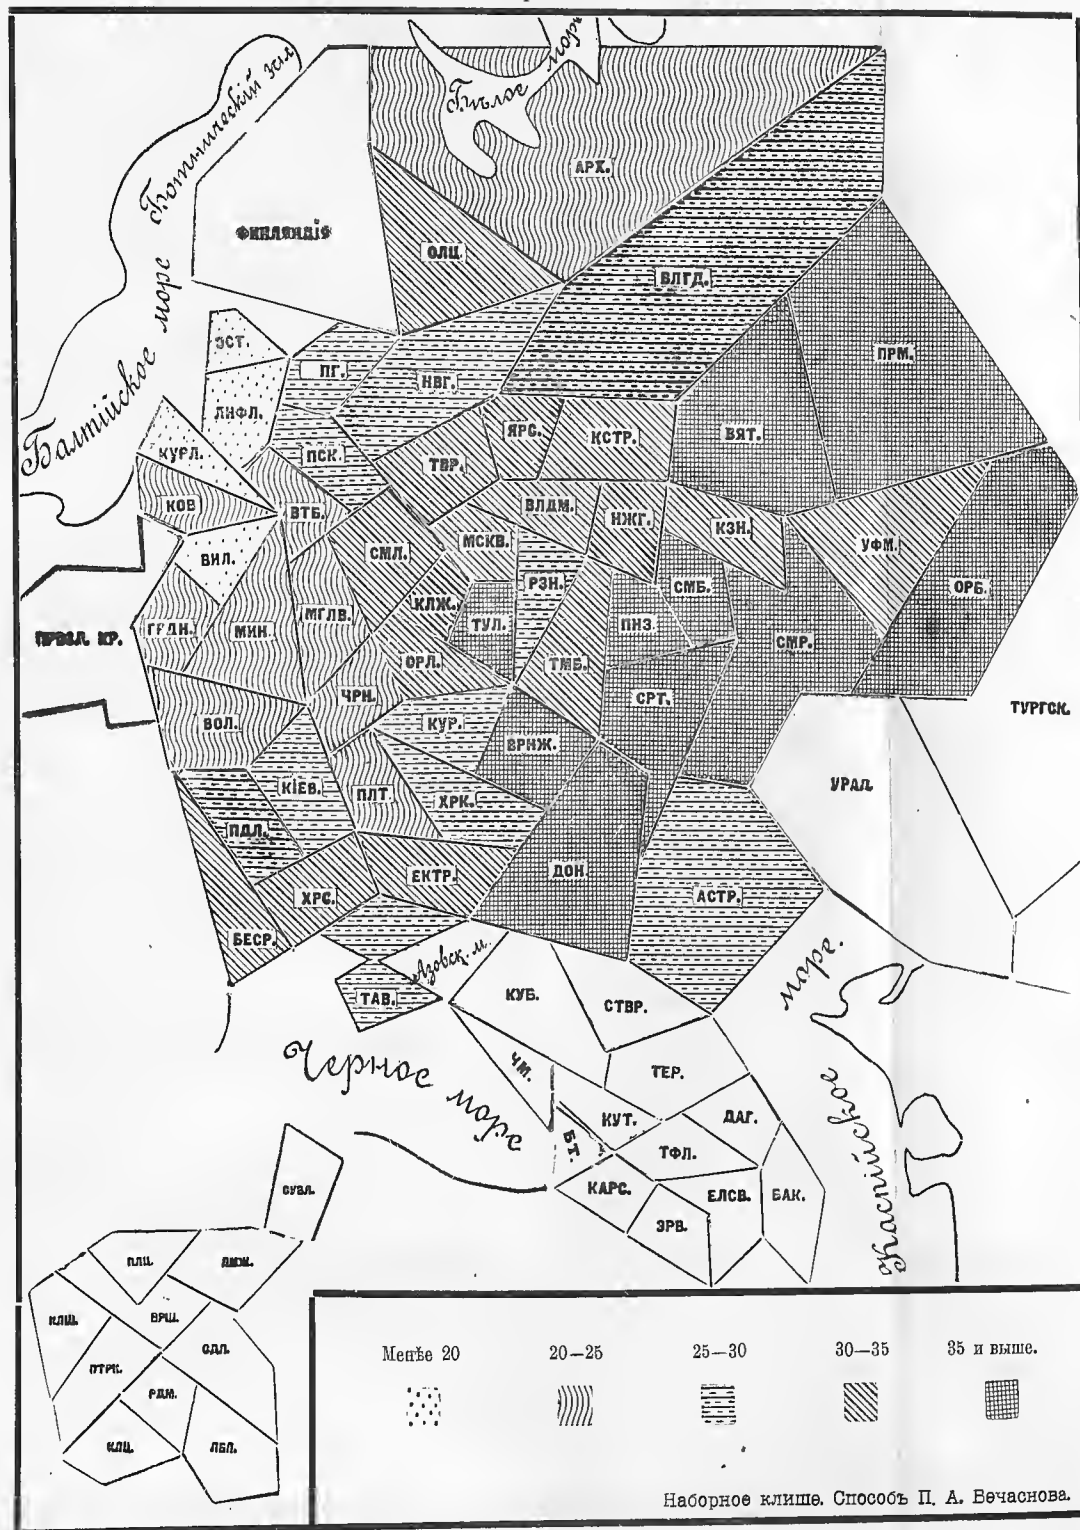 Ботническій зал.
Бѣлое море
АРХ.
ФИНЛЯНДІЯ
ОЛЦ.
ВЛГД.
Балтійское море
ЭСТ.
ПГ.
НВГ.
ПРМ.
ЛИФЛ.
ЯРС.
КСТР.
ВЯТ.
КУРЛ.
ПСК.
ТВР.
КОВ
ВТБ.
ВЛДМ.
НЖГ.
КЗН.
УФМ.
ВИЛ.
СМЛ.
МСКВ.
РЗН.
СМБ.
ОРБ.
КЛЖ.
ПРВСЛ. КР.
ГРДН.
МИН.
МГЛВ.
ТУЛ.
ПНЗ.
СМР.
ОРЛ.
ТМБ.
ЧРН.
СРТ.
ТУРГСК.
ВОЛ.
КУР.
ВРНЖ.
КІЕВ.
ПЛТ.
ХРК.
УРАЛ.
ПДЛ.
ЕКТР.
ДОН.
АСТР.
ХРС.
БЕСР.
Азовск. м.
ТАВ.
КУБ.
СТВР.
Черное море
ЧМ.
ТЕР.
Каспійское море.
КУТ.
ДАГ.
БТ.
ТФЛ.
КАРС.
ЕЛСВ.
БАК.
ЭРВ.
СУВЛ.
ПЛЦ.
ЛМЖ.
КЛШ.
ВРШ.
СДЛ.
ПТРК.
РДМ.
КЛЦ.
ЛБЛ.
Менѣе 20
20—25
25—30
30—35
35 и выше.
Наборное клише. Способъ П. А. Вечаснова.